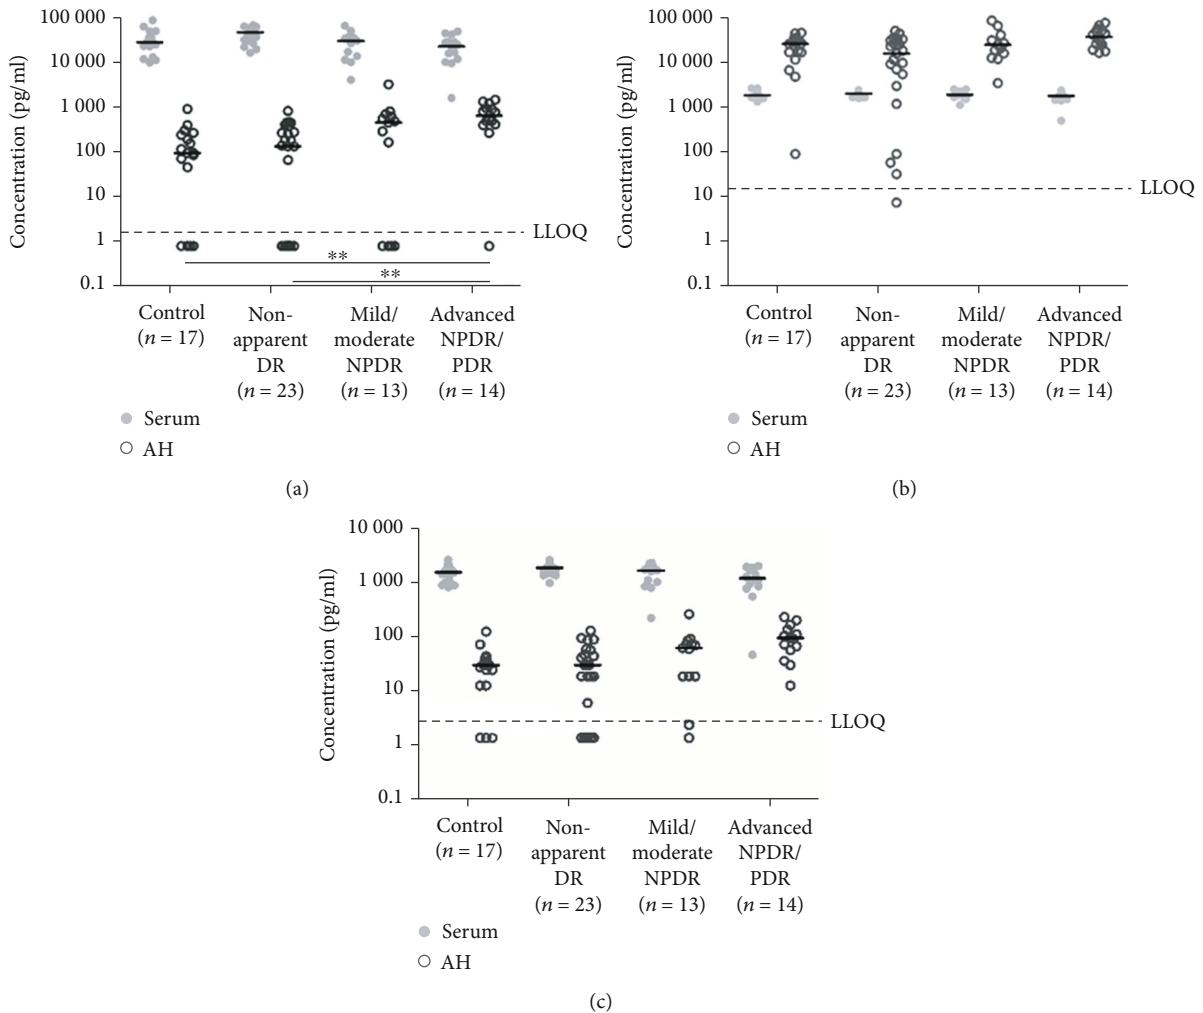 Concentration (pg/ml)
100 000
10 000
1 000
100
10
1
0.1
LLOQ
**
**
Control
(n = 17)
Non-
apparent
DR
(n = 23)
Mild/
moderate
NPDR
(n = 13)
Advanced
NPDR/
PDR
(n = 14)
Serum
AH
(a)
Concentration (pg/ml)
100 000
10 000
1 000
100
10
1
0.1
LLOQ
Control
(n = 17)
Non-
apparent
DR
(n = 23)
Mild/
moderate
NPDR
(n = 13)
Advanced
NPDR/
PDR
(n = 14)
Serum
AH
(b)
Concentration (pg/ml)
10 000
1 000
100
10
1
0.1
LLOQ
Control
(n = 17)
Non-
apparent
DR
(n = 23)
Mild/
moderate
NPDR
(n = 13)
Advanced
NPDR/
PDR
(n = 14)
Serum
AH
(c)